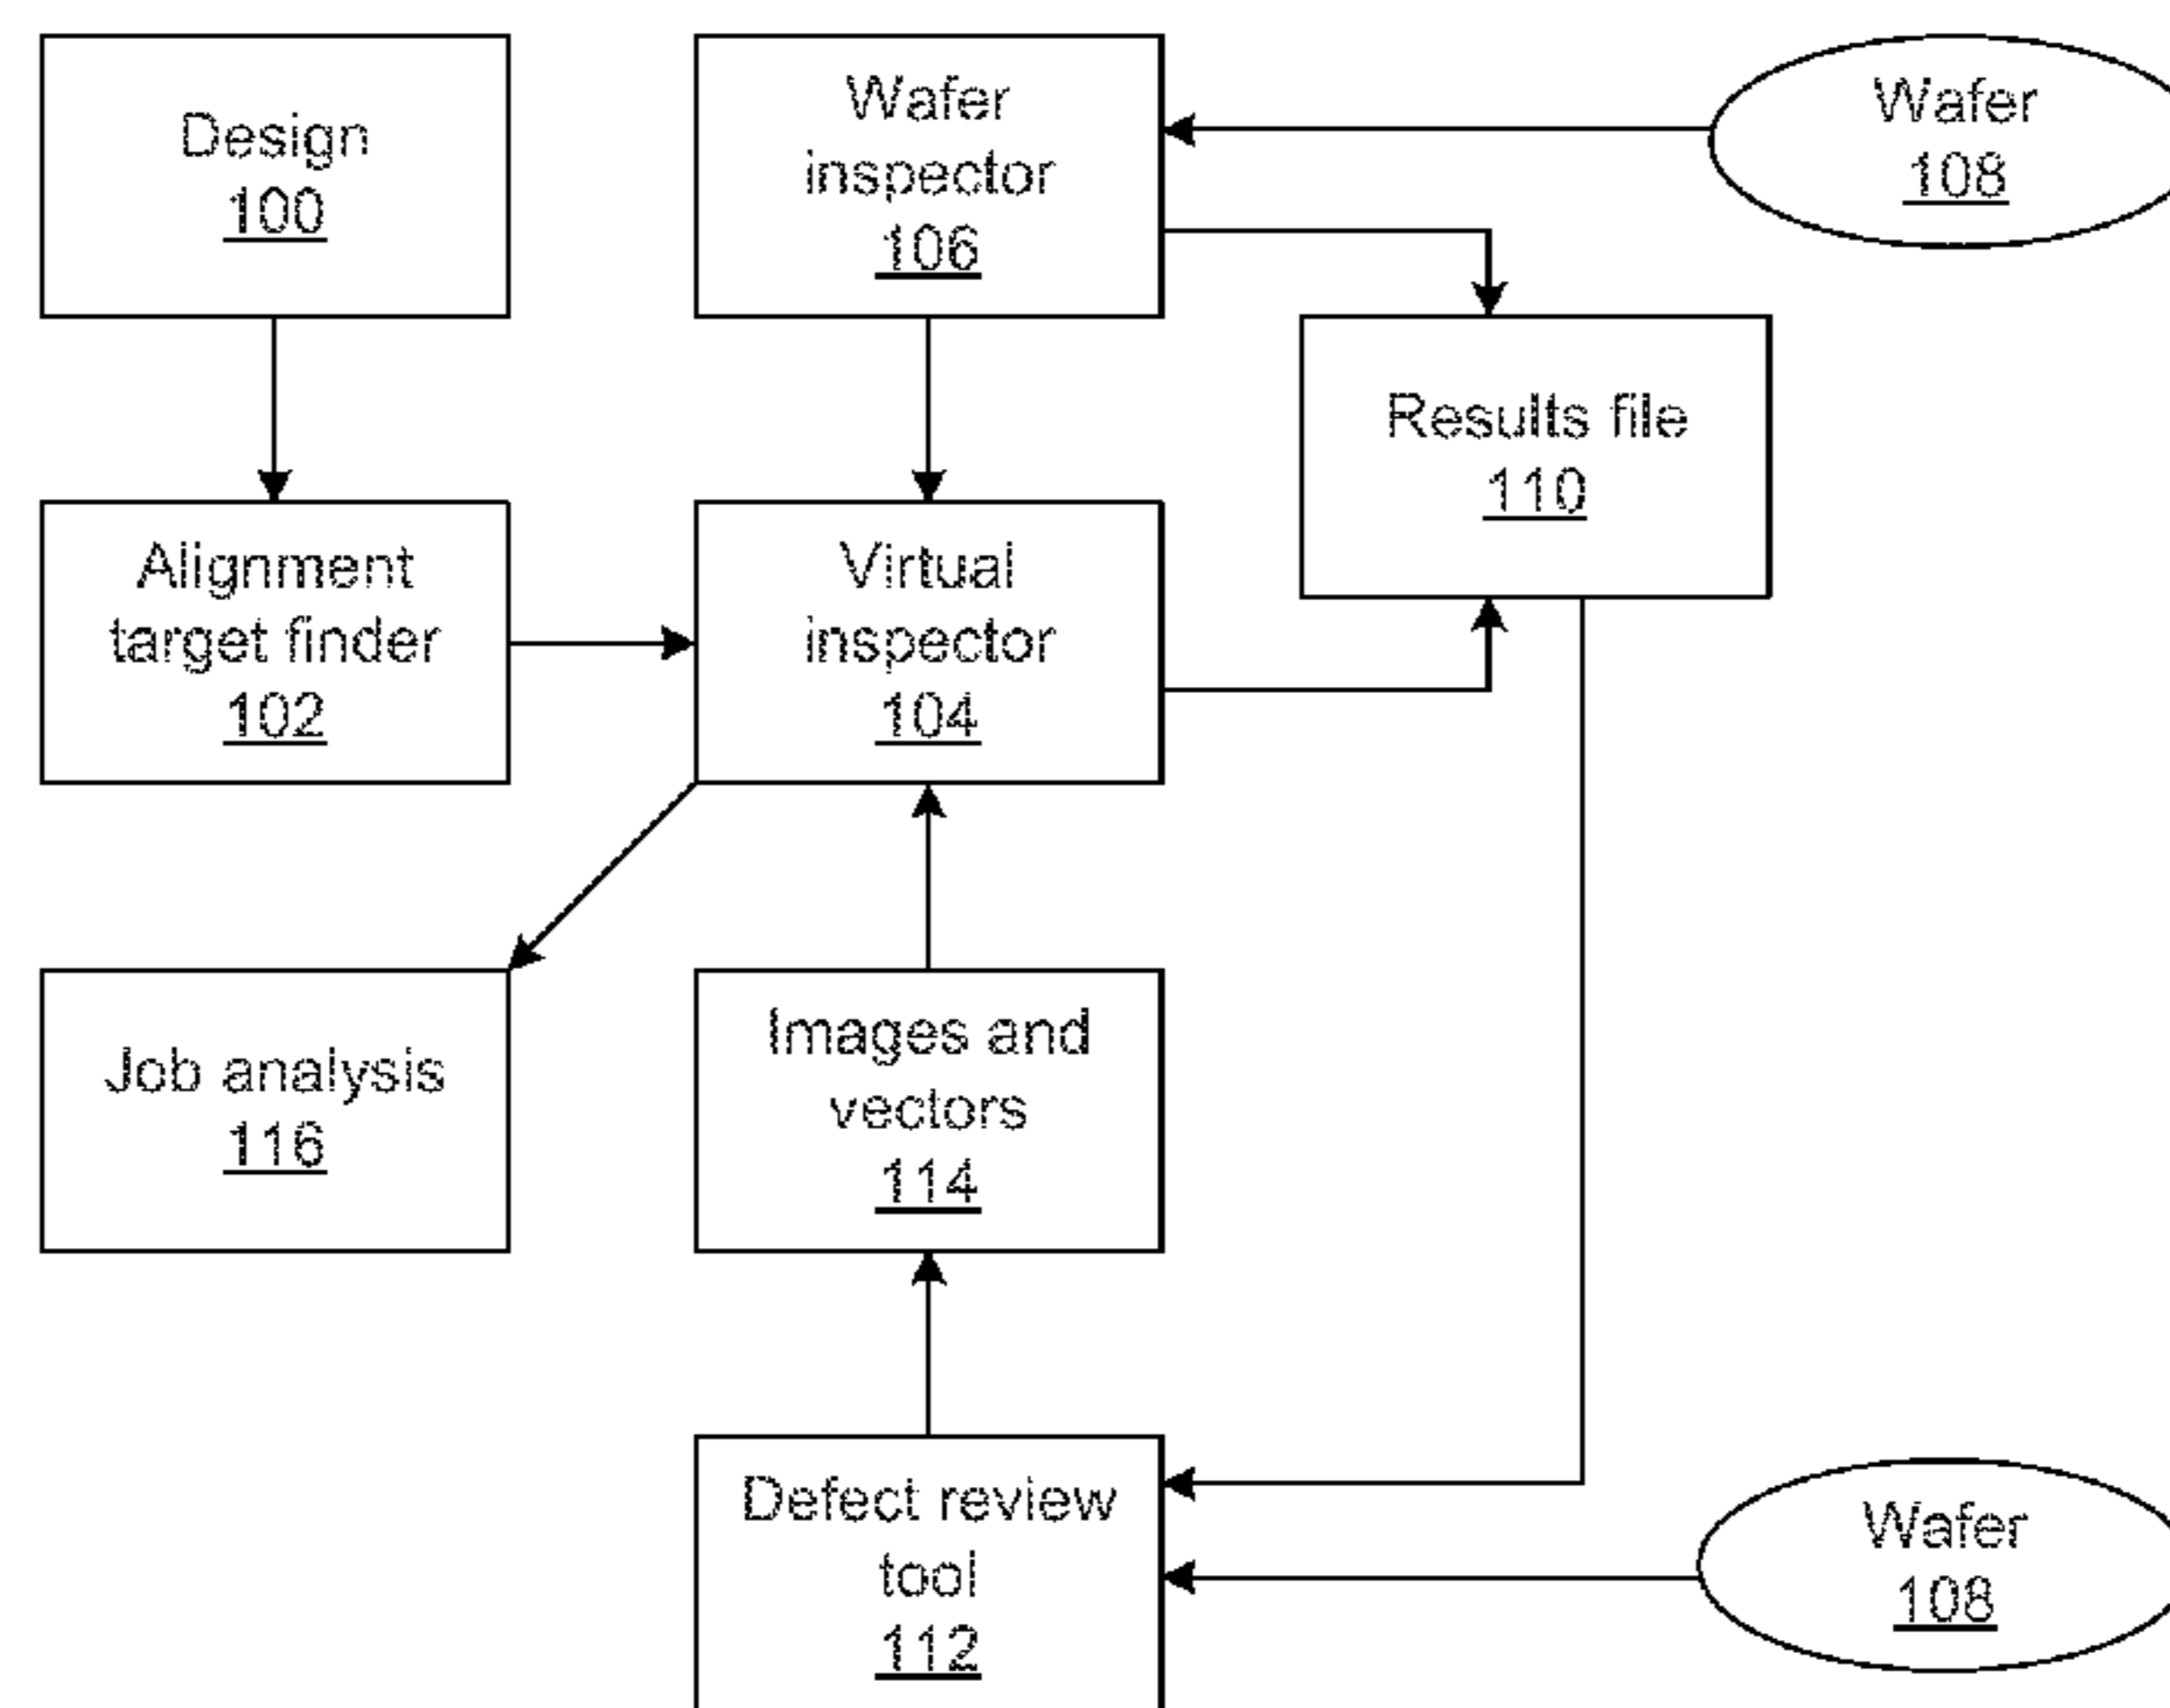 Design
100
Wafer
inspector
106
Wafer
108
Results file
110
Alignment
target finder
102
Virtual
inspector
104
Job analysis
116
Images and
vectors
114
Defect review
tool
112
Wafer
108